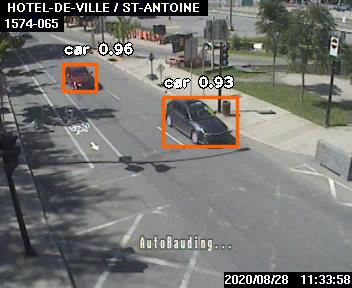 HOTEL-DE-VILLE / ST-ANTOINE
1574-065
car 0.96
car 0.93
AutoBauding...
2020/08/28 11:33:58